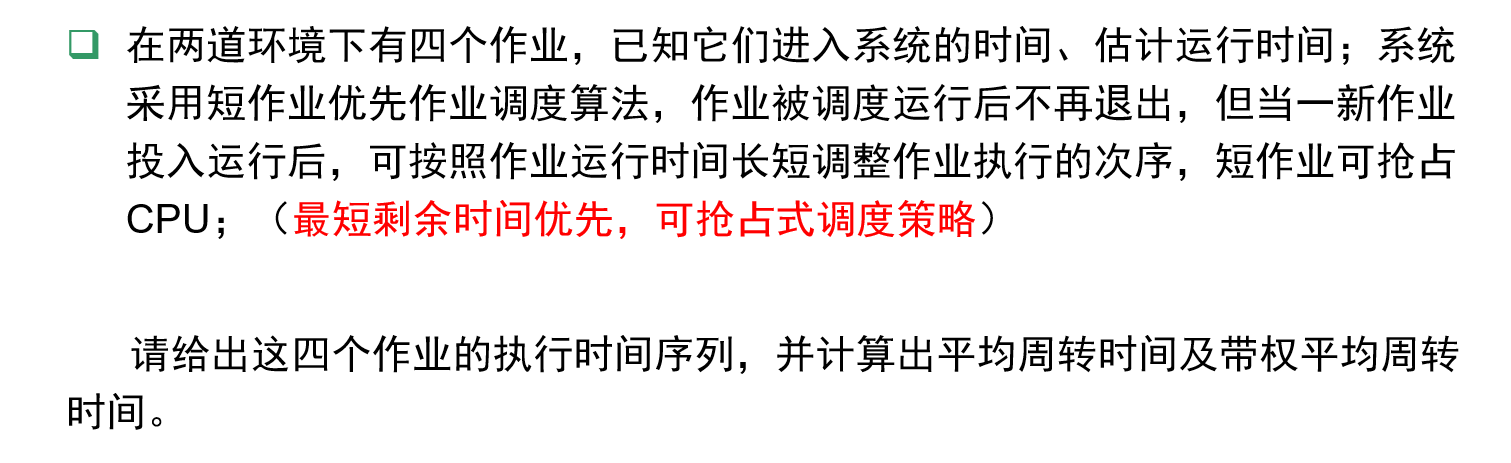 在两道环境下有四个作业，已知它们进入系统的时间、估计运行时间；系统
采用短作业优先作业调度算法，作业被调度运行后不再退出，但当一新作业
投入运行后，可按照作业运行时间长短调整作业执行的次序，短作业可抢占
CPU；（最短剩余时间优先，可抢占式调度策略）
请给出这四个作业的执行时间序列，并计算出平均周转时间及带权平均周转
时间。